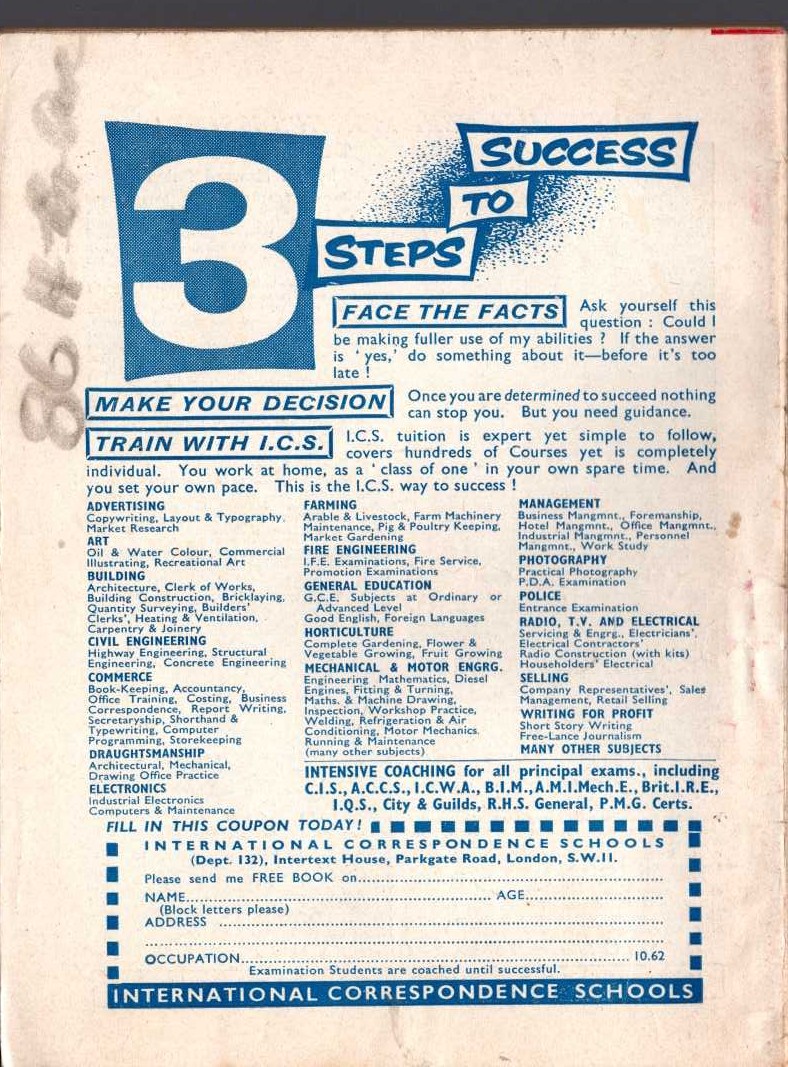 3
STEPS
TO
SUCCESS
FACE THE FACTS Ask yourself this
question : Could I
be making fuller use of my abilities ? If the answer
is ' yes,' do something about it—before it's too
late !
MAKE YOUR DECISION Once you are determined to succeed nothing
can stop you. But you need guidance.
TRAIN WITH I.C.S. I.C.S. tuition is expert yet simple to follow,
covers hundreds of Courses yet is completely
individual. You work at home, as a ' class of one ' in your own spare time. And
you set your own pace. This is the I.C.S. way to success !
ADVERTISING
Copywriting, Layout & Typography.
Market Research
ART
Oil & Water Colour, Commercial
Illustrating, Recreational Art
BUILDING
Architecture, Clerk of Works,
Building Construction, Bricklaying,
Quantity Surveying, Builders'
Clerks', Heating & Ventilation,
Carpentry & Joinery
CIVIL ENGINEERING
Highway Engineering, Structural
Engineering, Concrete Engineering
COMMERCE
Book-Keeping, Accountancy,
Office Training, Costing, Business
Correspondence, Report Writing,
Secretaryship, Shorthand &
Typewriting, Computer
Programming, Storekeeping
DRAUGHTSMANSHIP
Architectural, Mechanical,
Drawing Office Practice
ELECTRONICS
Industrial Electronics
Computers & Maintenance
FARMING
Arable & Livestock, Farm Machinery
Maintenance, Pig & Poultry Keeping,
Market Gardening
FIRE ENGINEERING
I.F.E. Examinations, Fire Service,
Promotion Examinations
GENERAL EDUCATION
G.C.E. Subjects at Ordinary or
Advanced Level
Good English, Foreign Languages
HORTICULTURE
Complete Gardening, Flower &
Vegetable Growing, Fruit Growing
MECHANICAL & MOTOR ENGRG.
Engineering Mathematics, Diesel
Engines, Fitting & Turning,
Maths. & Machine Drawing,
Inspection, Workshop Practice,
Welding, Refrigeration & Air
Conditioning, Motor Mechanics.
Running & Maintenance
(many other subjects)
MANAGEMENT
Business Mangmnt., Foremanship,
Hotel Mangmnt., Office Mangmnt.,
Industrial Mangmnt., Personnel
Mangmnt., Work Study
PHOTOGRAPHY
Practical Photography
P.D.A. Examination
POLICE
Entrance Examination
RADIO, T.V. AND ELECTRICAL
Servicing & Engrg., Electricians',
Electrical Contractors'
Radio Construction (with kits)
Householders' Electrical
SELLING
Company Representatives', Sales
Management, Retail Selling
WRITING FOR PROFIT
Short Story Writing
Free-Lance Journalism
MANY OTHER SUBJECTS
INTENSIVE COACHING for all principal exams., including
C.I.S., A.C.C.S., I.C.W.A., B.I.M., A.M.I.Mech.E., Brit.I.R.E.,
I.Q.S., City & Guilds, R.H.S. General, P.M.G. Certs.
FILL IN THIS COUPON TODAY!
INTERNATIONAL CORRESPONDENCE SCHOOLS
(Dept. 132), Intertext House, Parkgate Road, London, S.W.11.
Please send me FREE BOOK on
NAME AGE
(Block letters please)
ADDRESS
OCCUPATION 10.62
Examination Students are coached until successful.
INTERNATIONAL CORRESPONDENCE SCHOOLS
86